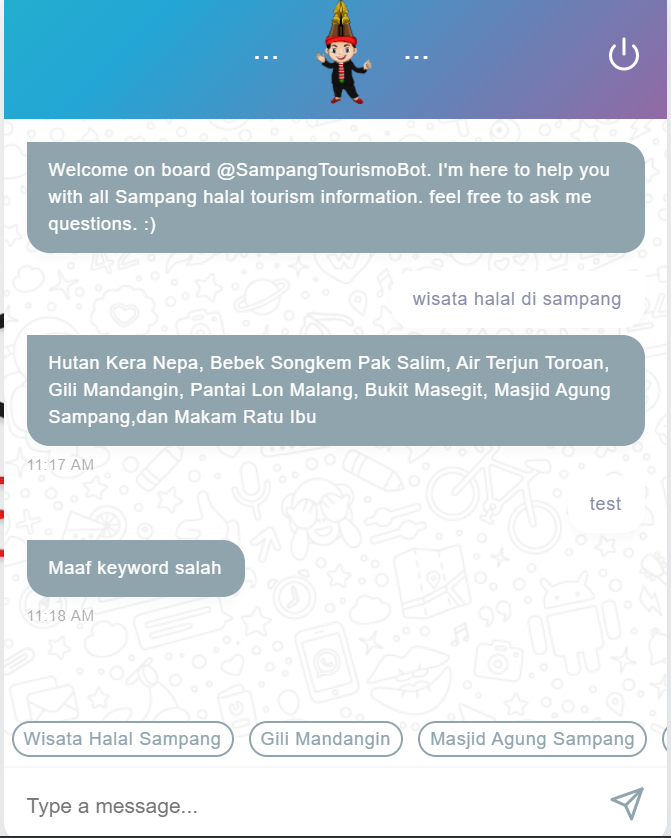 ... ...
Welcome on board @SampangTourismoBot. I'm here to help you
with all Sampang halal tourism information. feel free to ask me
questions. :)
wisata halal di sampang
Hutan Kera Nepa, Bebek Songkem Pak Salim, Air Terjun Toroan,
Gili Mandangin, Pantai Lon Malang, Bukit Masegit, Masjid Agung
Sampang,dan Makam Ratu Ibu
11:17 AM
test
Maaf keyword salah
11:18 AM
Wisata Halal Sampang Gili Mandangin Masjid Agung Sampang
Type a message...